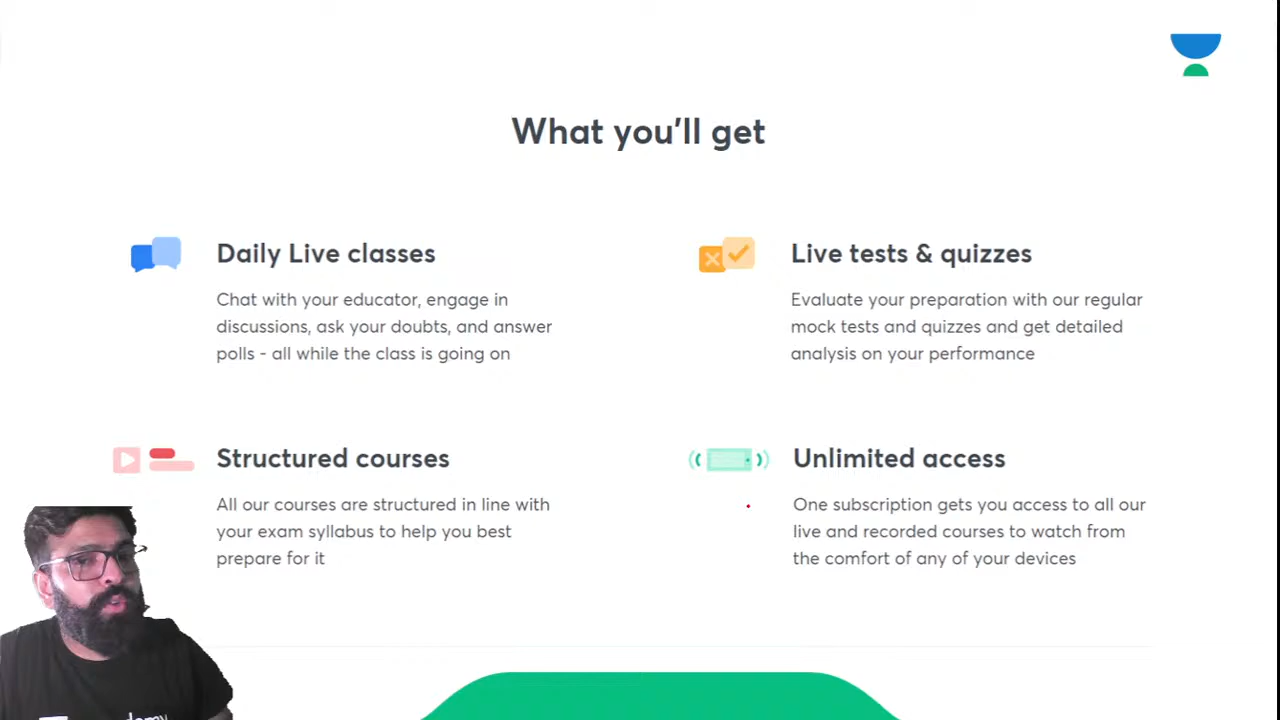 What you'll get
Daily Live classes
Chat with your educator, engage in
discussions, ask your doubts, and answer
polls - all while the class is going on
Live tests & quizzes
Evaluate your preparation with our regular
mock tests and quizzes and get detailed
analysis on your performance
Structured courses
All our courses are structured in line with
your exam syllabus to help you best
prepare for it
Unlimited access
One subscription gets you access to all our
live and recorded courses to watch from
the comfort of any of your devices